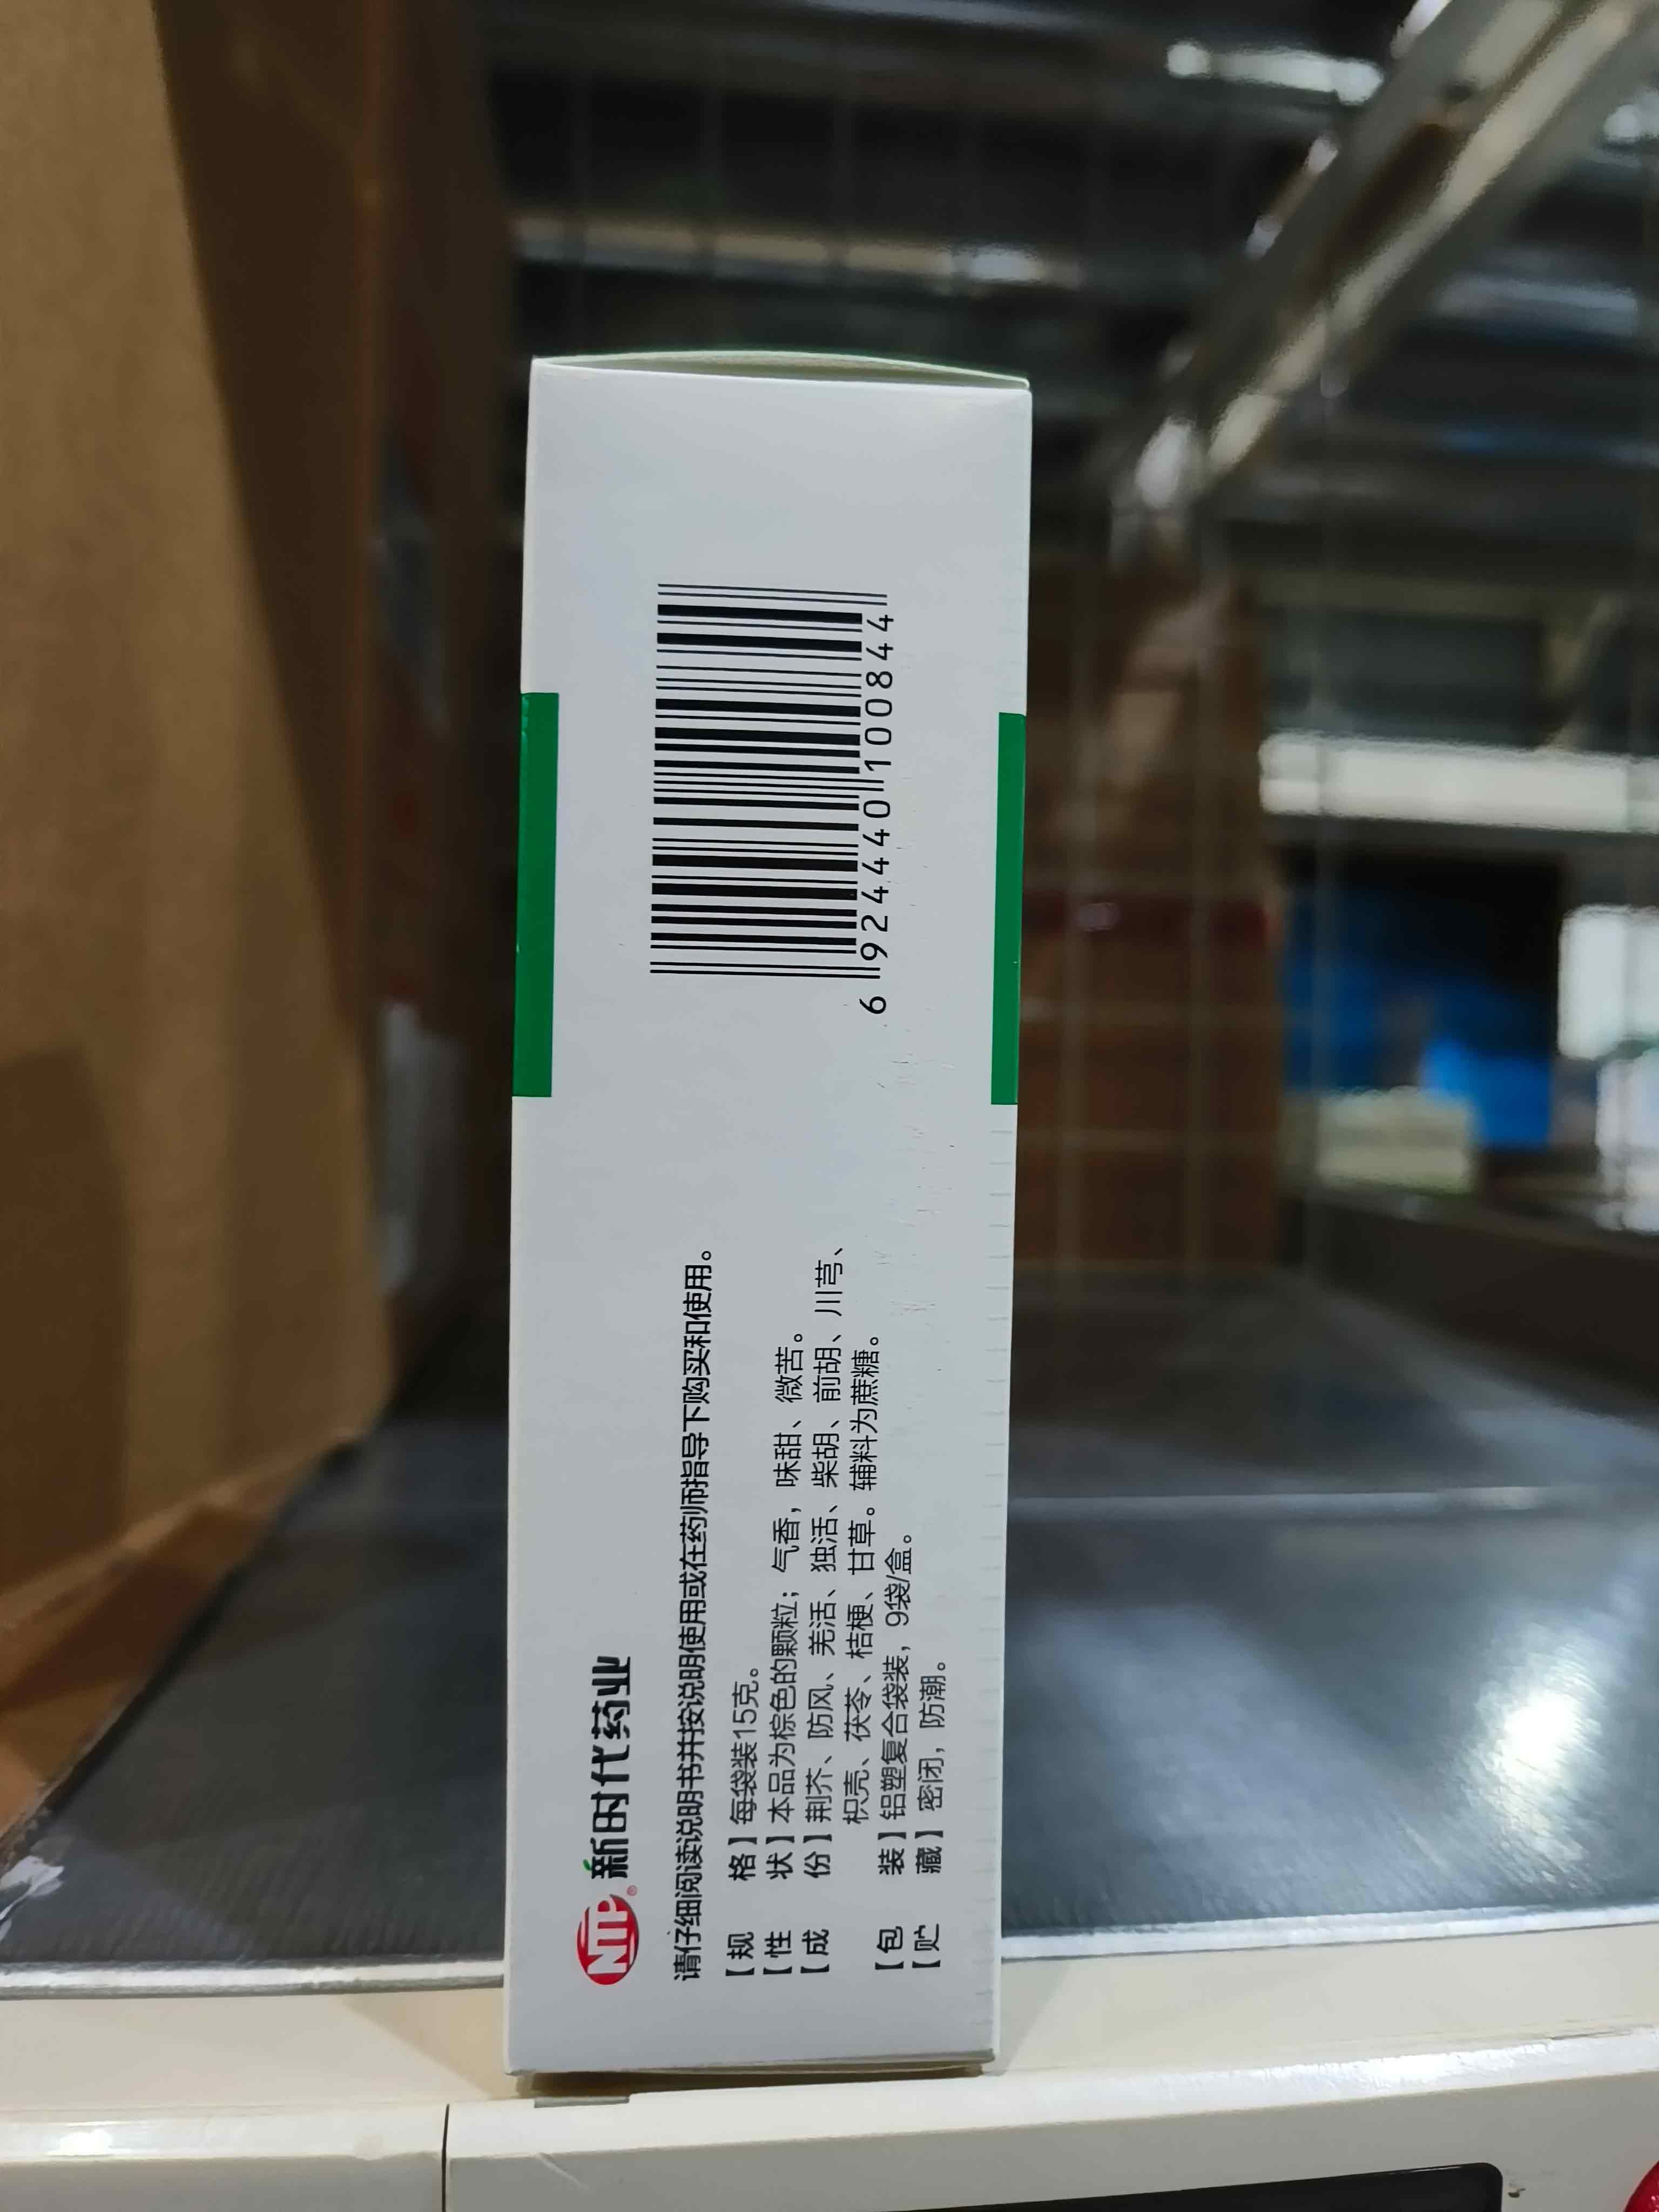 NTP® 新时代药业
请仔细阅读说明书并按说明使用或在药师指导下购买和使用。
【规 格】每袋装15克。
【性 状】本品为棕色的颗粒；气香，味甜、微苦。
【成 份】荆芥、防风、羌活、独活、柴胡、前胡、川芎、
枳壳、茯苓、桔梗、甘草。辅料为蔗糖。
【包 装】铝塑复合袋装，9袋/盒。
【贮 藏】密闭，防潮。
6 924440 100844